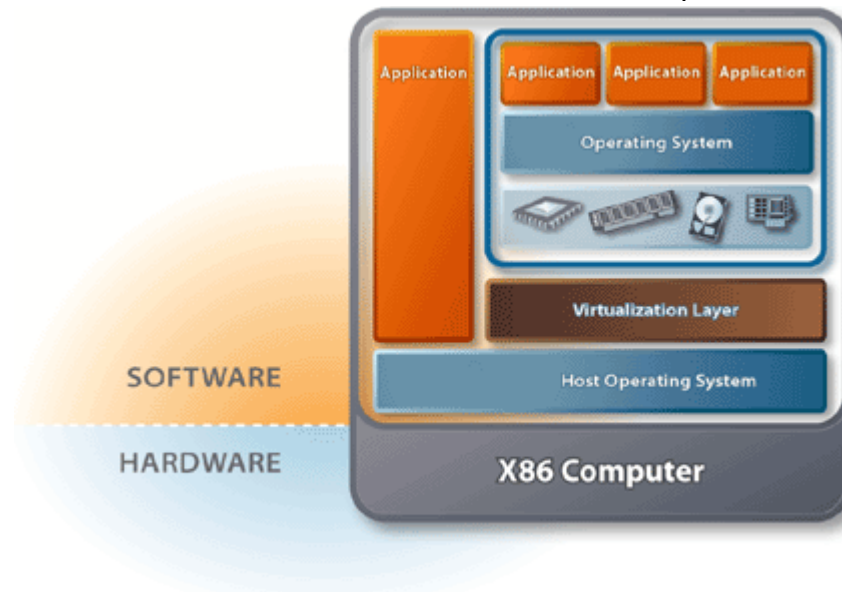 Application
Application Application Application
Operating System
Virtualization Layer
SOFTWARE
Host Operating System
HARDWARE
X86 Computer